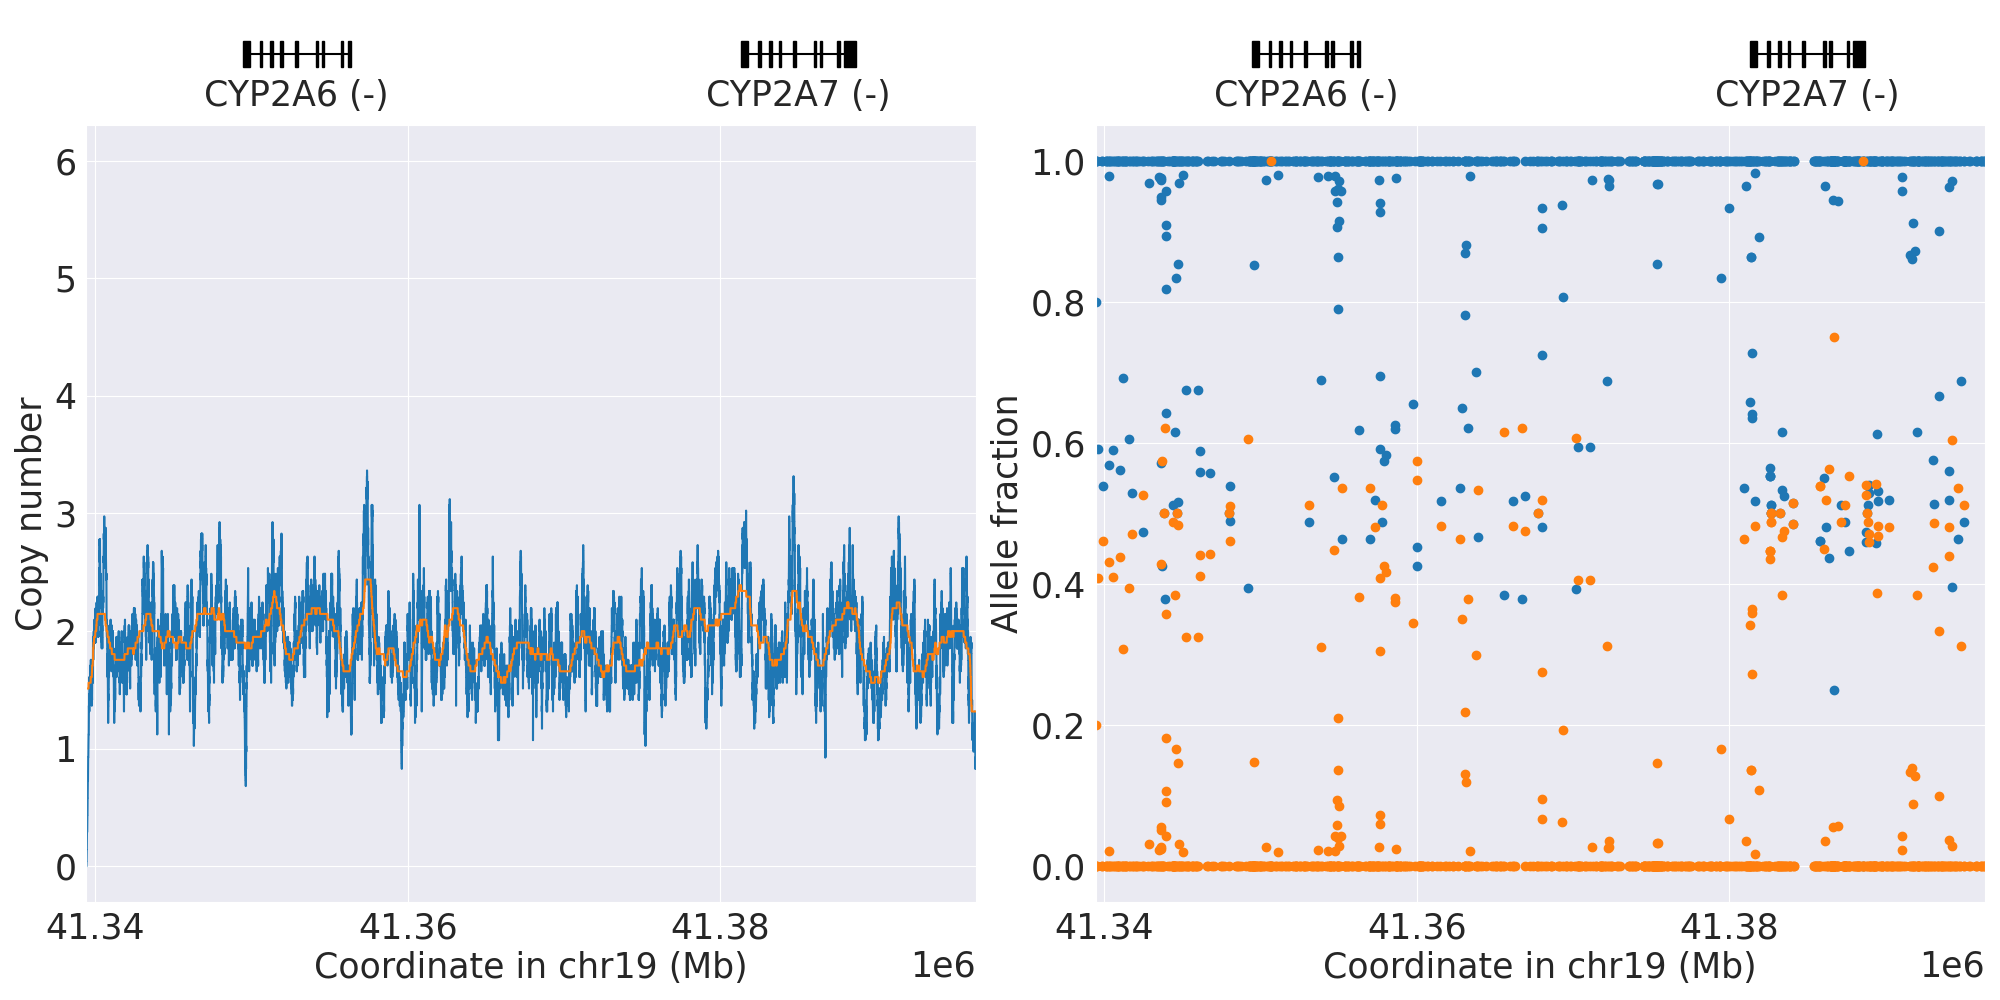 CYP2A6 (-) CYP2A7 (-)
CYP2A6 (-) CYP2A7 (-)
6
5
4
3
2
1
0
Copy number
41.34 41.36 41.38
Coordinate in chr19 (Mb) 1e6
1.0
0.8
0.6
0.4
0.2
0.0
Allele fraction
41.34 41.36 41.38
Coordinate in chr19 (Mb) 1e6